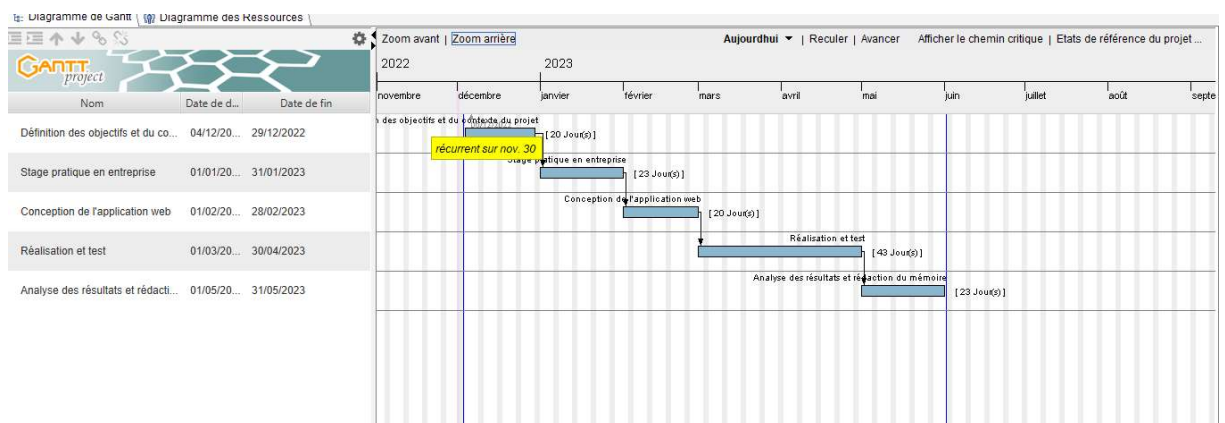 Diagramme de Gantt Diagramme des Ressources
Zoom avant | Zoom arrière Aujourdhui | Reculer | Avancer Afficher le chemin critique | Etats de référence du projet ...
GANTT project
2022 2023
Nom Date de d... Date de fin
novembre décembre janvier février mars avril mai juin juillet août septe
des objectifs et du contexte du projet
Définition des objectifs et du co... 04/12/20... 29/12/2022 [ 20 Jour(s) ]
récurrent sur nov. 30
Stage pratique en entreprise
Stage pratique en entreprise 01/01/20... 31/01/2023 [ 23 Jour(s) ]
Conception de l'application web
Conception de l'application web 01/02/20... 28/02/2023 [ 20 Jour(s) ]
Réalisation et test
Réalisation et test 01/03/20... 30/04/2023 [ 43 Jour(s) ]
Analyse des résultats et rédaction du mémoire
Analyse des résultats et rédacti... 01/05/20... 31/05/2023 [ 23 Jour(s) ]